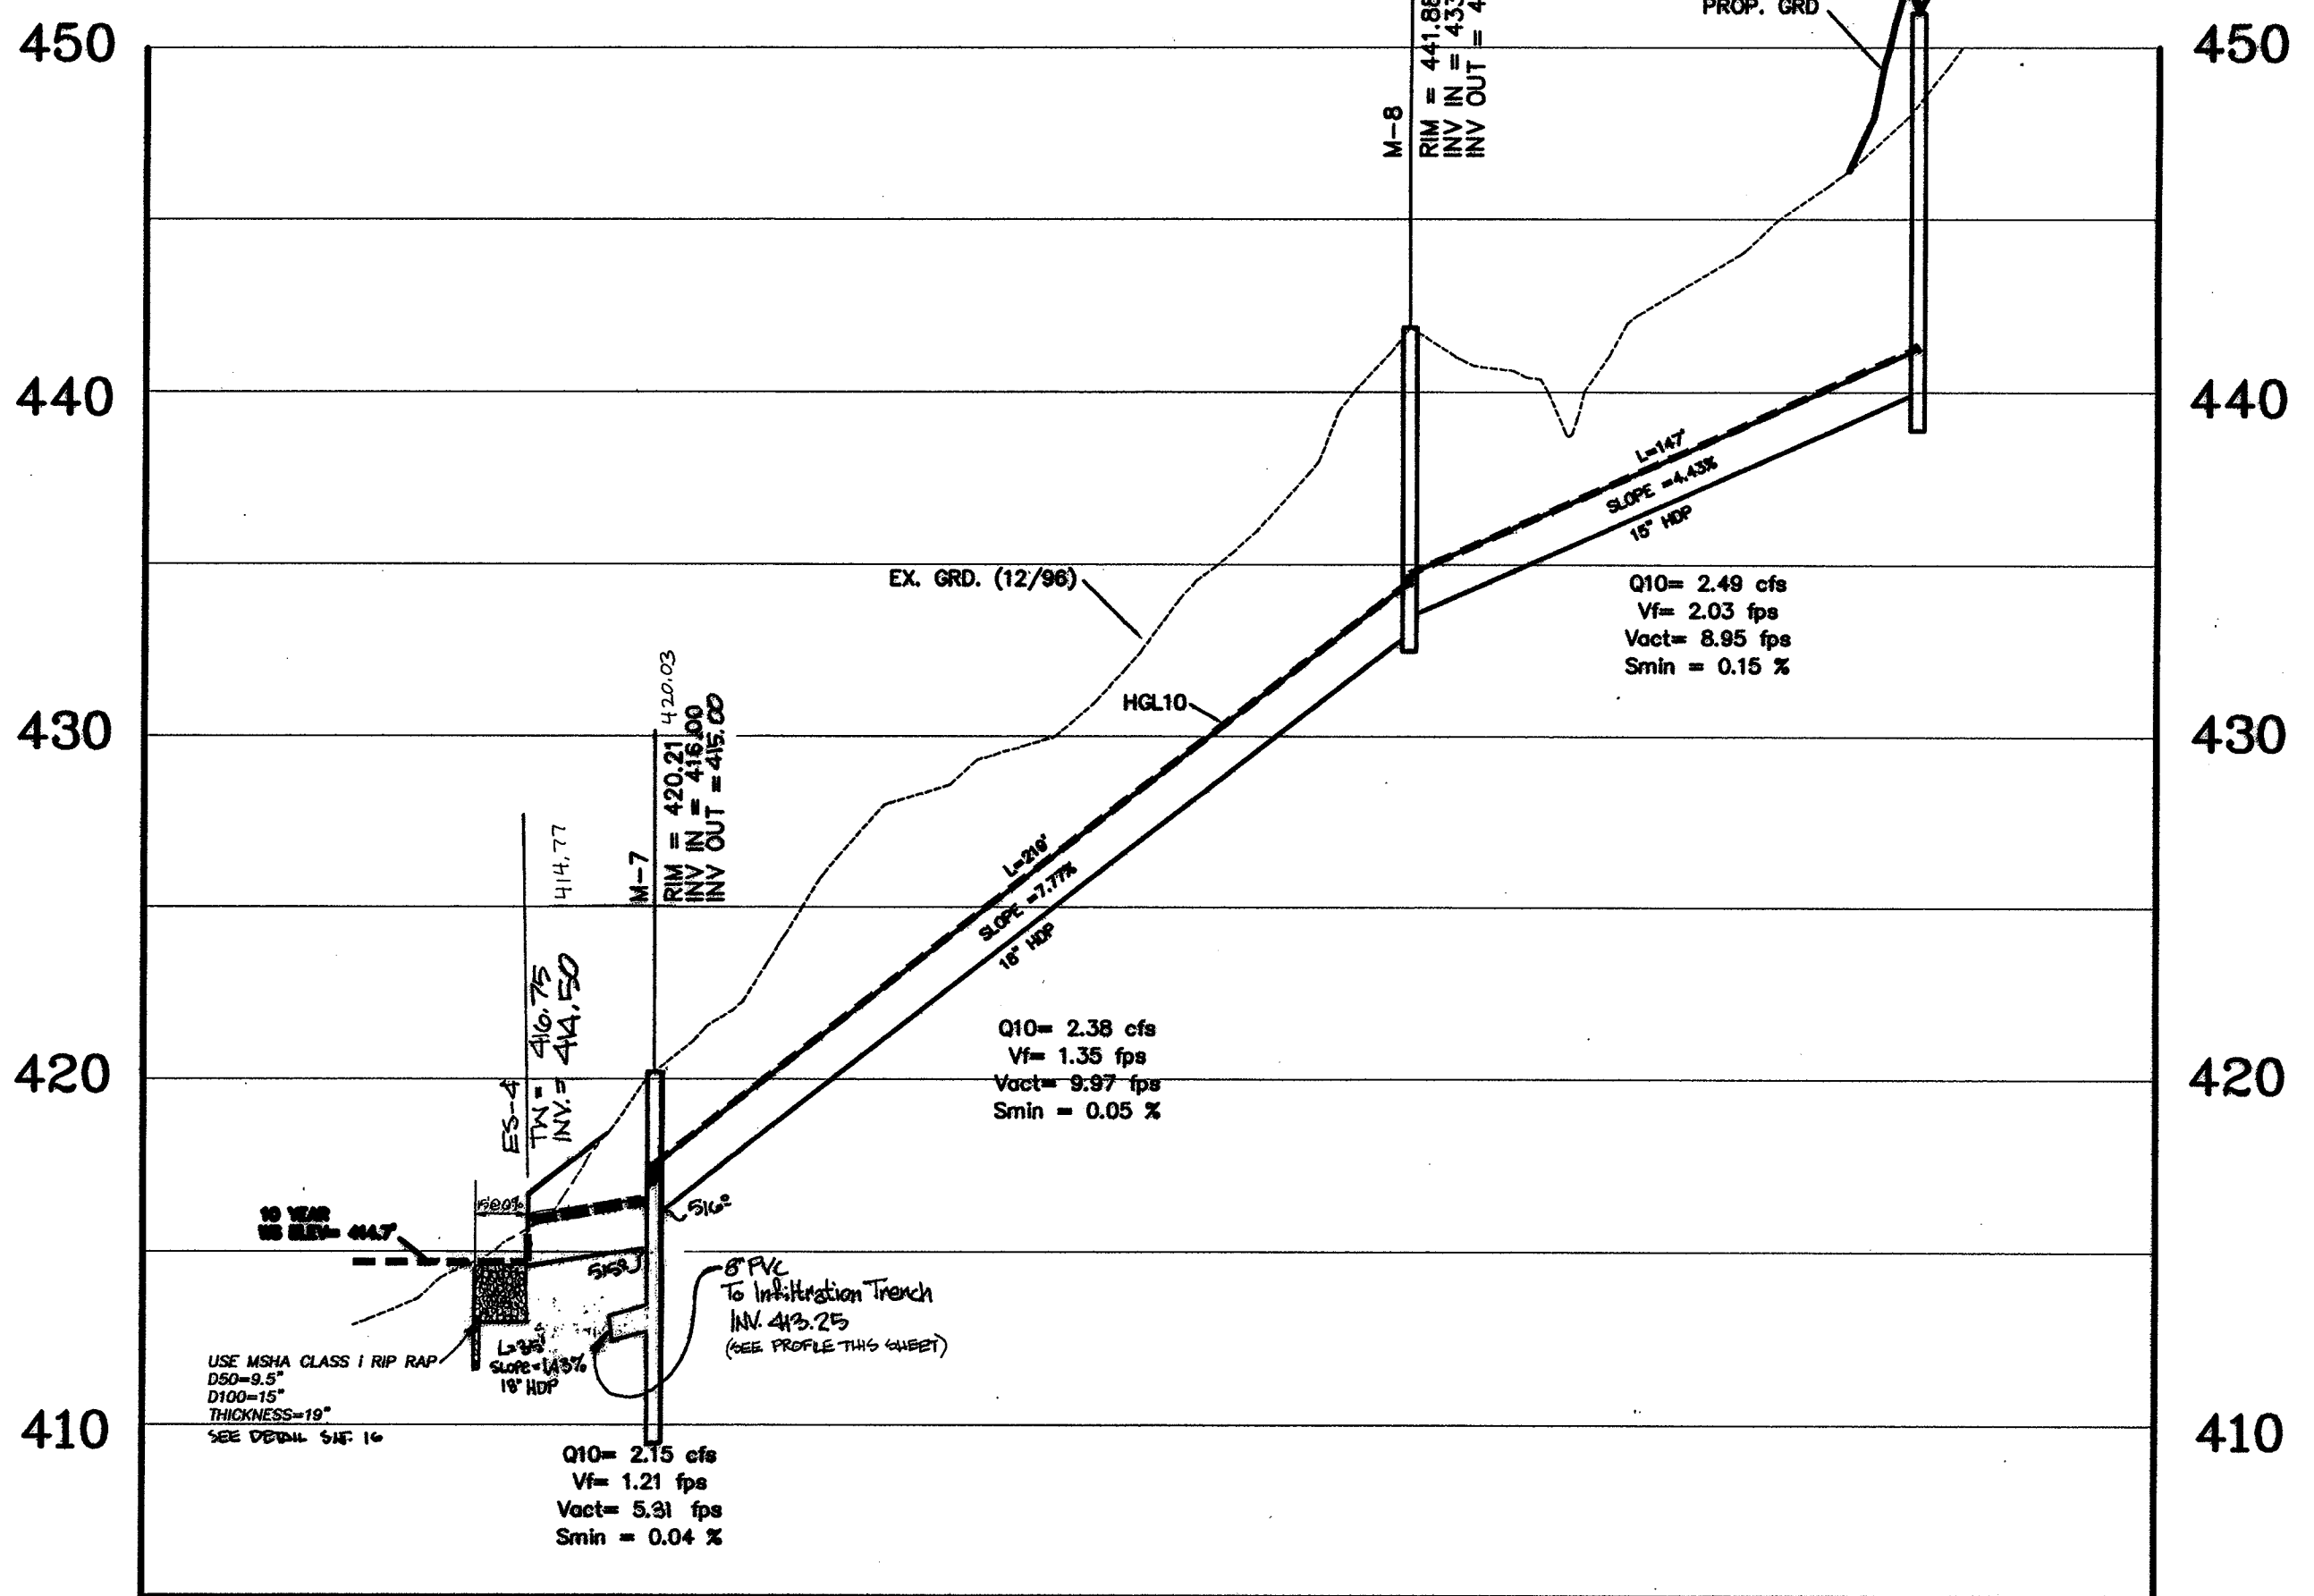 450
450
PROP. GRD
M-8
RIM = 441.88
INV IN = 433
INV OUT = 4
440
440
L=147'
SLOPE =4.43%
15" HDP
EX. GRD. (12/96)
Q10= 2.49 cfs
Vf= 2.03 fps
Vact= 8.95 fps
Smin = 0.15 %
HGL10
430
430
420.03
M-7
RIM = 420.21
INV IN = 416.00
INV OUT = 415.00
414.77
L=219'
SLOPE =7.77%
18" HDP
ES-4
TW = 416.75
INV. = 414.50
Q10= 2.38 cfs
Vf= 1.35 fps
Vact= 9.97 fps
Smin = 0.05 %
420
420
10 YEAR
WS ELEV= 414.7'
8" PVC
To Infiltration Trench
INV. 413.25
(SEE PROFILE THIS SHEET)
L=35'
SLOPE=1.43%
18" HDP
USE MSHA CLASS I RIP RAP
D50=9.5"
D100=15"
THICKNESS=19"
SEE DETAIL SHT. 16
410
410
Q10= 2.15 cfs
Vf= 1.21 fps
Vact= 5.31 fps
Smin = 0.04 %